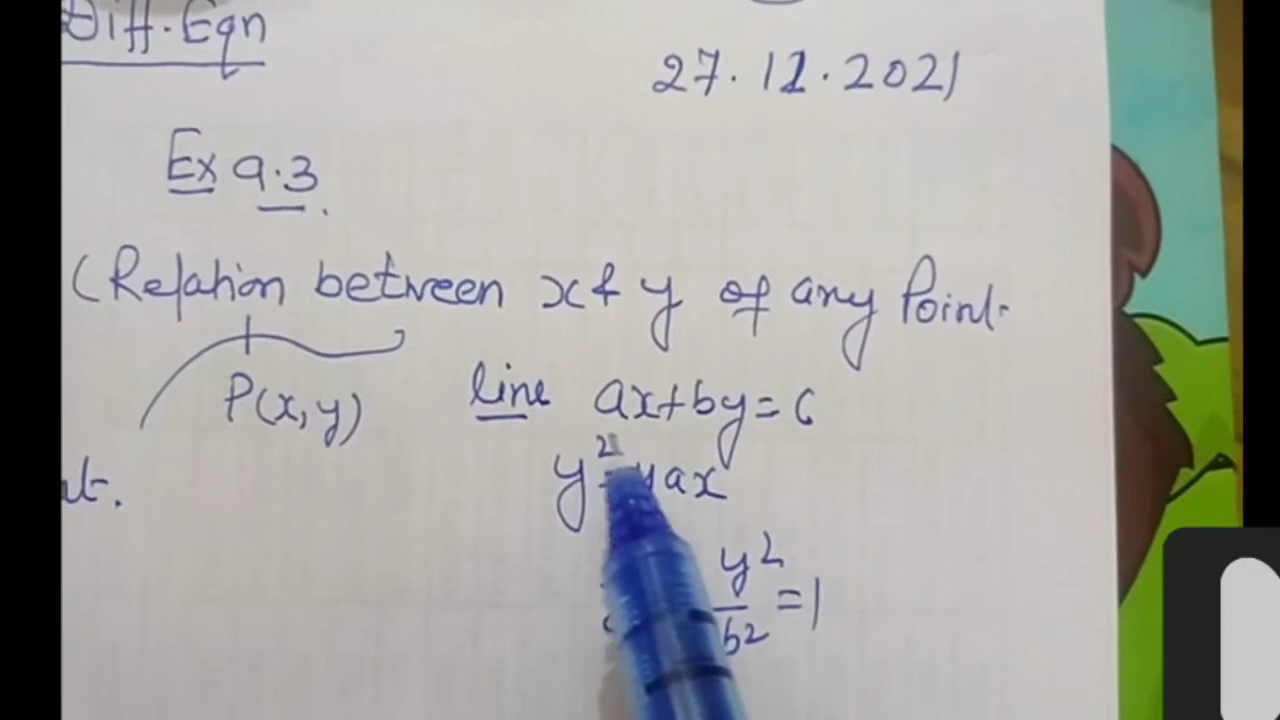 Diff. Eqn
27.12.2021
Ex 9.3.
(Relation between x & y of any Point.
P(x,y)
line ax+by=c
y²=4ax
y²/b²=1